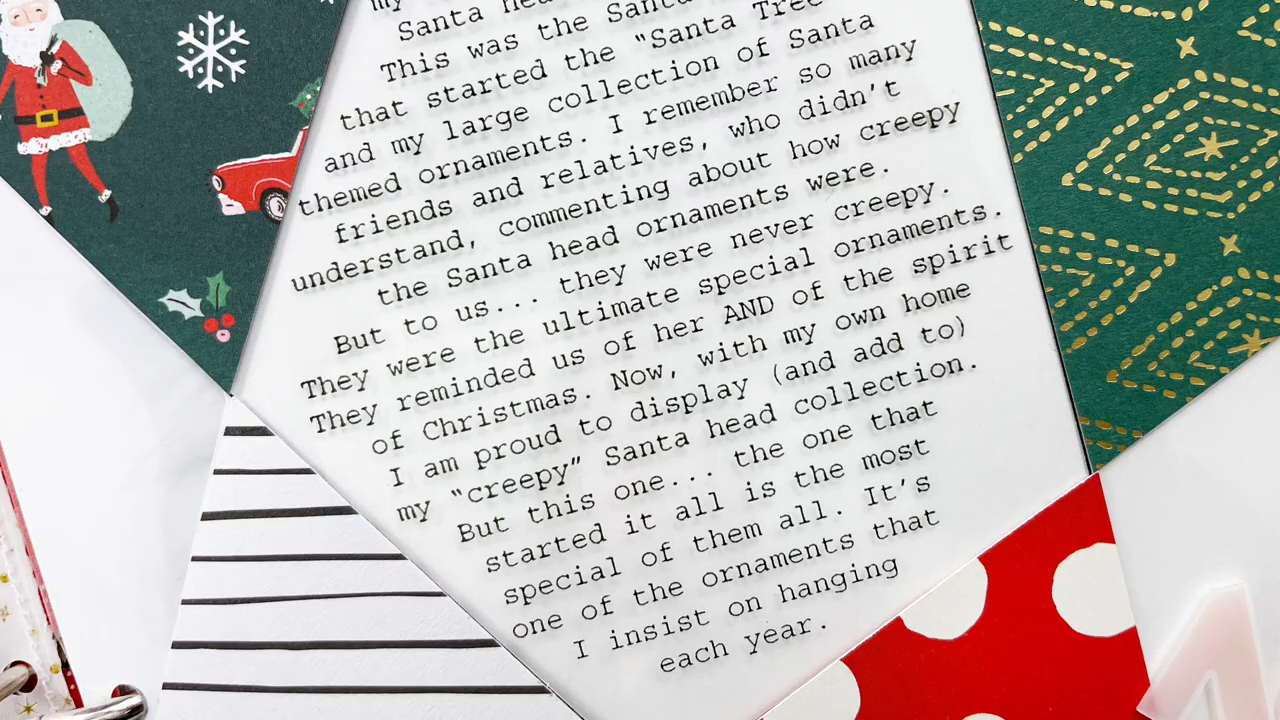 my
Santa
This was the Santa
that started the "Santa Tree
and my large collection of Santa
themed ornaments. I remember so many
friends and relatives, who didn't
understand, commenting about how creepy
the Santa head ornaments were.
But to us... they were never creepy.
They were the ultimate special ornaments.
They reminded us of her AND of the spirit
of Christmas. Now, with my own home
I am proud to display (and add to)
my "creepy" Santa head collection.
But this one... the one that
started it all is the most
special of them all. It's
one of the ornaments that
I insist on hanging
each year.